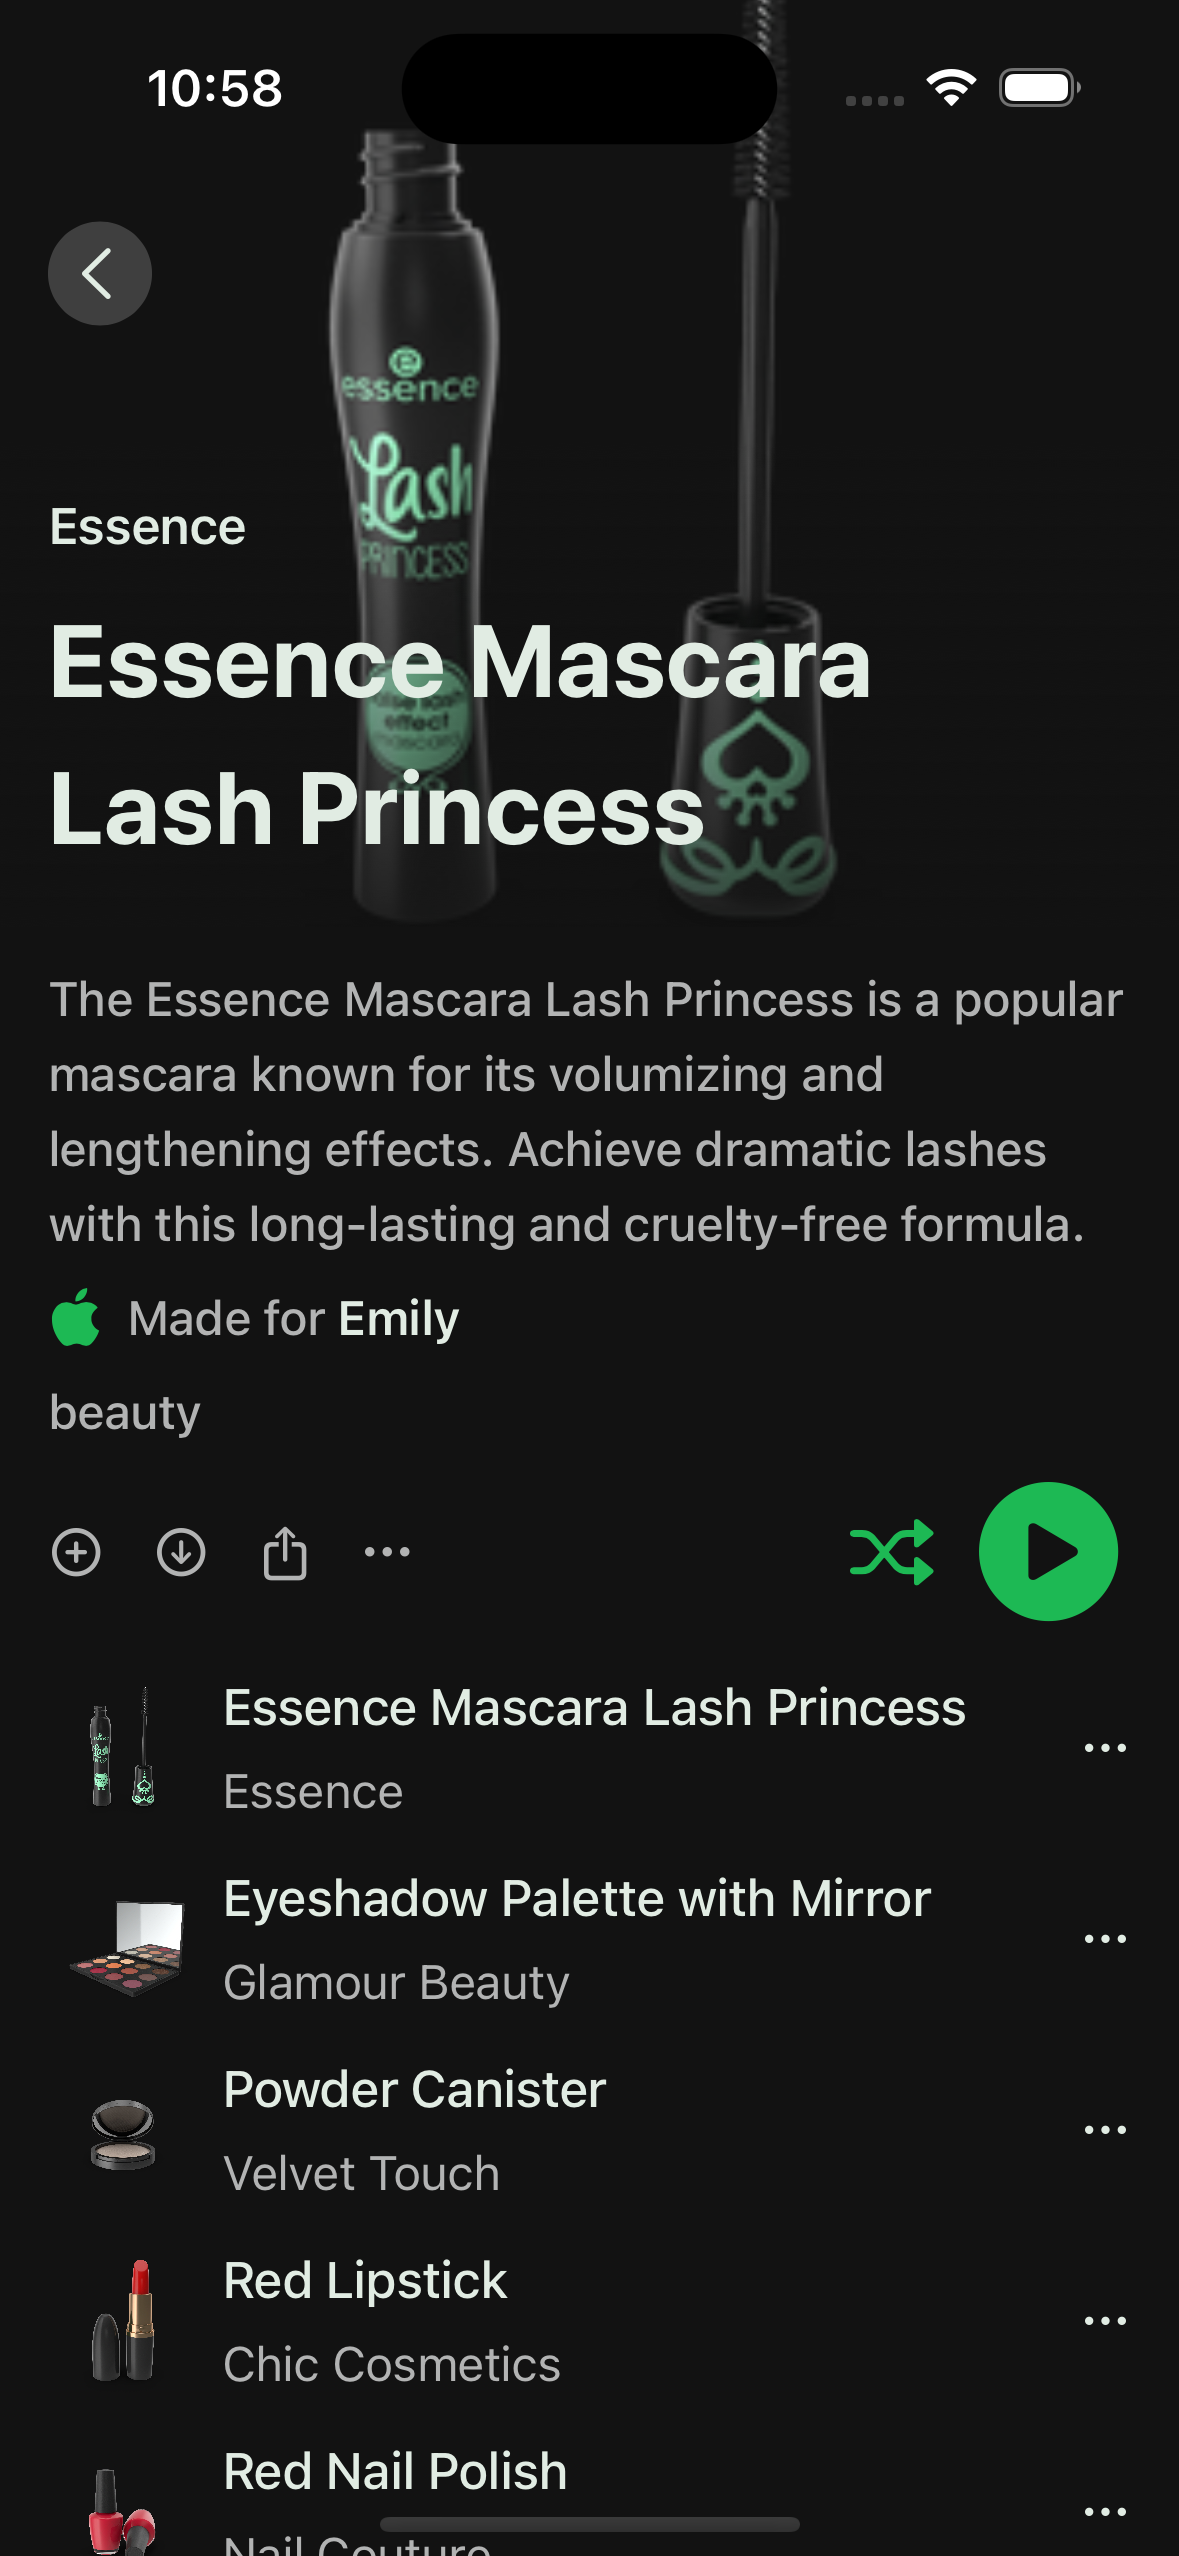 10:58
essence
Lash
PRINCESS
effect
mascara
Essence
Essence Mascara
Lash Princess
The Essence Mascara Lash Princess is a popular
mascara known for its volumizing and
lengthening effects. Achieve dramatic lashes
with this long-lasting and cruelty-free formula.
Made for Emily
beauty
Essence Mascara Lash Princess
Essence
Eyeshadow Palette with Mirror
Glamour Beauty
Powder Canister
Velvet Touch
Red Lipstick
Chic Cosmetics
Red Nail Polish
Nail Couture